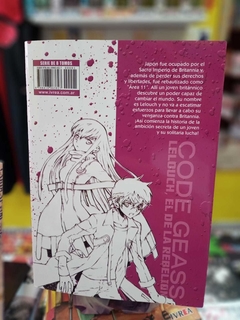 SERIE DE 8 TOMOS
www.ivrea.com.ar
Japón fue ocupado por el
Sacro Imperio de Britannia y
además de perder sus derechos
y libertades, fue rebautizado como
"Área 11". Allí un joven británico
descubre un poder capaz de
cambiar el mundo. Su nombre
es Lelouch y no va a escatimar
esfuerzos para llevar a cabo su
venganza contra Britannia.
¡Así comienza la historia de la
ambición secreta de un joven
y su solitaria lucha!
CODE GEASS
LELOUCH, EL DE LA REBELIÓN
IVREA